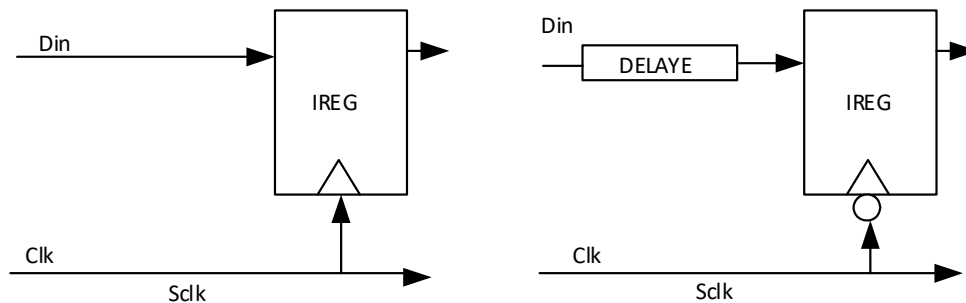 Din
IREG
Clk
Sclk
Din
DELAYE
IREG
Clk
Sclk